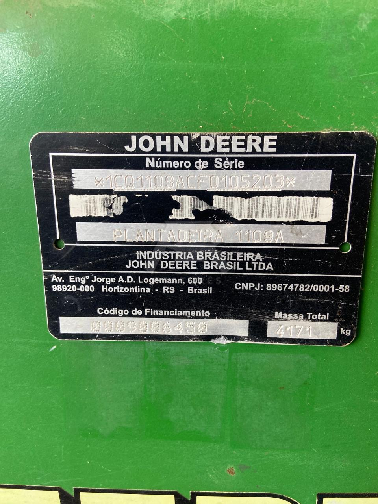 JOHN DEERE
Número de Série
PLANTADEIRA 1109A
INDÚSTRIA BRASILEIRA
JOHN DEERE BRASIL LTDA
Av. Engº Jorge A.D. Logemann, 600
98920-000 Horizontina - RS - Brasil
CNPJ: 89674782/0001-58
Código de Financiamento
Massa Total
4171 kg